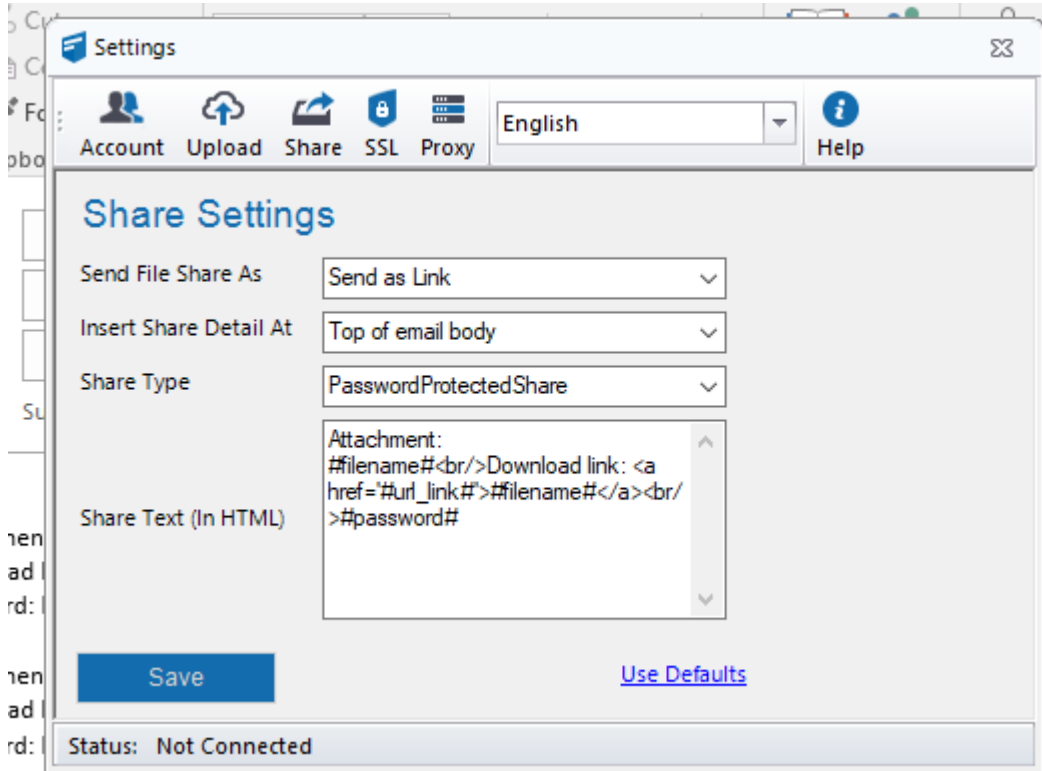 Settings
Account Upload Share SSL Proxy English Help
Share Settings
Send File Share As Send as Link
Insert Share Detail At Top of email body
Share Type PasswordProtectedShare
Attachment:
#filename#<br/>Download link: <a
href='#url_link#'>#filename#</a><br/
>#password#
Share Text (In HTML)
Save Use Defaults
Status: Not Connected